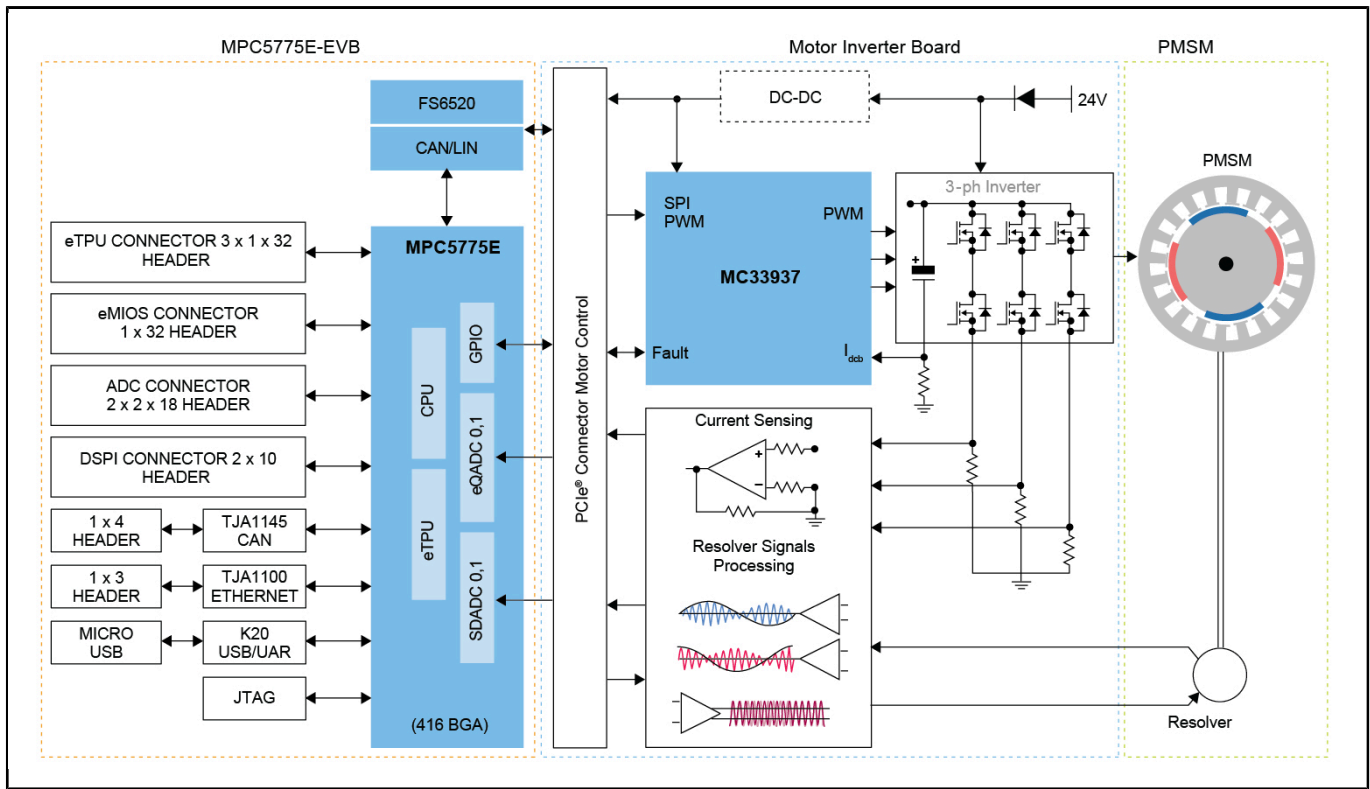 MPC5775E-EVB
Motor Inverter Board
PMSM
FS6520
CAN/LIN
eTPU CONNECTOR 3 x 1 x 32
HEADER
eMIOS CONNECTOR
1 x 32 HEADER
ADC CONNECTOR
2 x 2 x 18 HEADER
DSPI CONNECTOR 2 x 10
HEADER
1 x 4
HEADER
TJA1145
CAN
1 x 3
HEADER
TJA1100
ETHERNET
MICRO
USB
K20
USB/UAR
JTAG
MPC5775E
CPU
eTPU
GPIO
eQADC 0,1
SDADC 0,1
(416 BGA)
PCIe® Connector Motor Control
DC-DC
24V
SPI
PWM
PWM
MC33937
Fault
Idcb
3-ph Inverter
+
Current Sensing
+
–
Resolver Signals
Processing
PMSM
Resolver